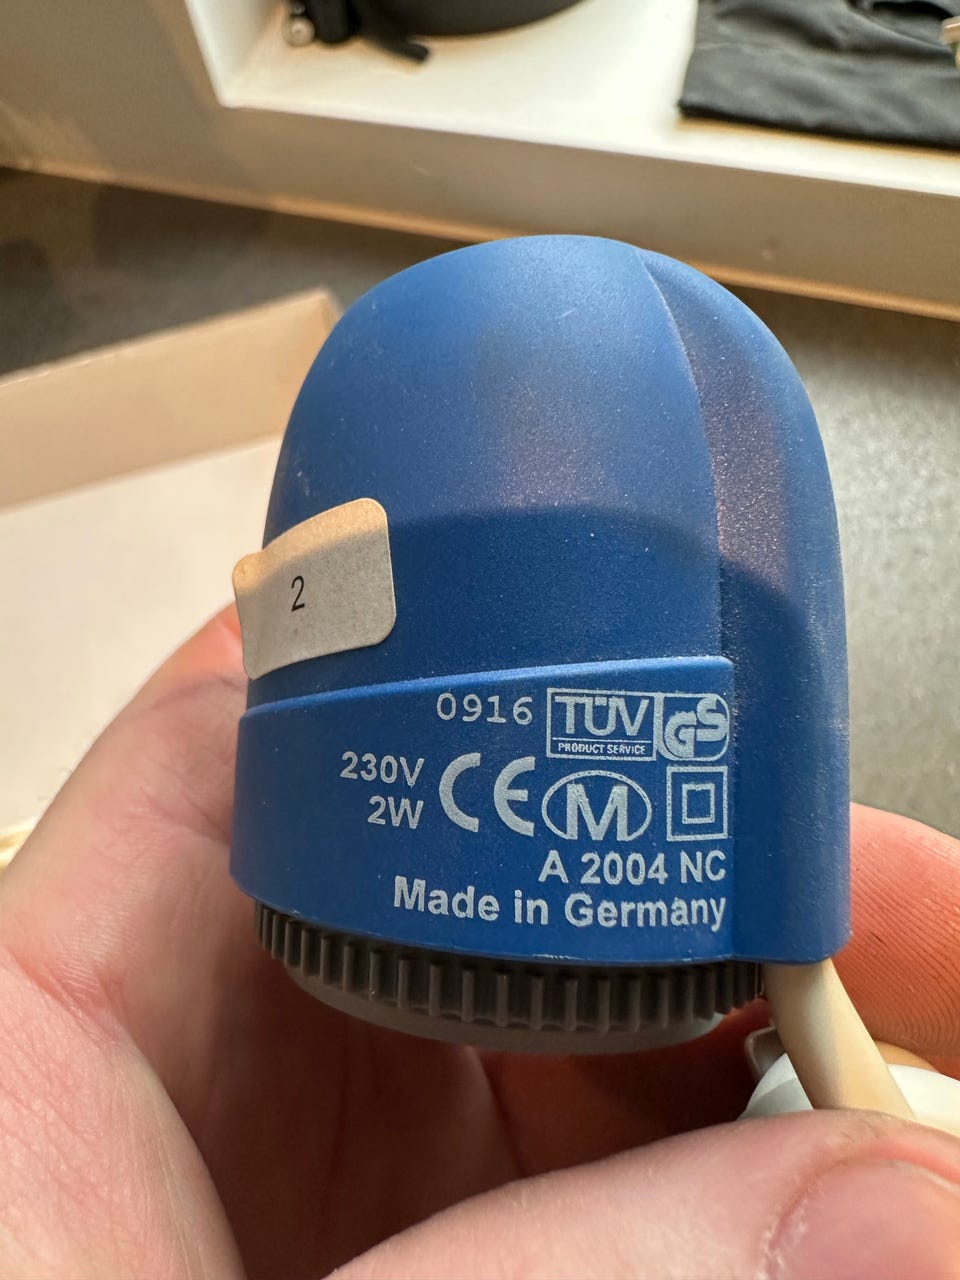 2
0916 TÜV GS
PRODUCT SERVICE
230V
2W CE M
A 2004 NC
Made in Germany